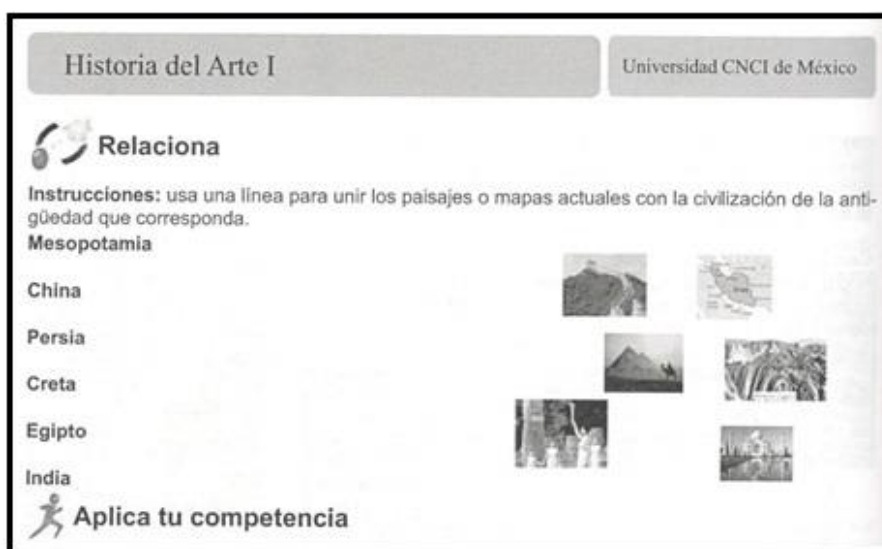 Historia del Arte I
Universidad CNCI de México
Relaciona
Instrucciones: usa una línea para unir los paisajes o mapas actuales con la civilización de la anti-
güedad que corresponda.
Mesopotamia
China
Persia
Creta
Egipto
India
Aplica tu competencia